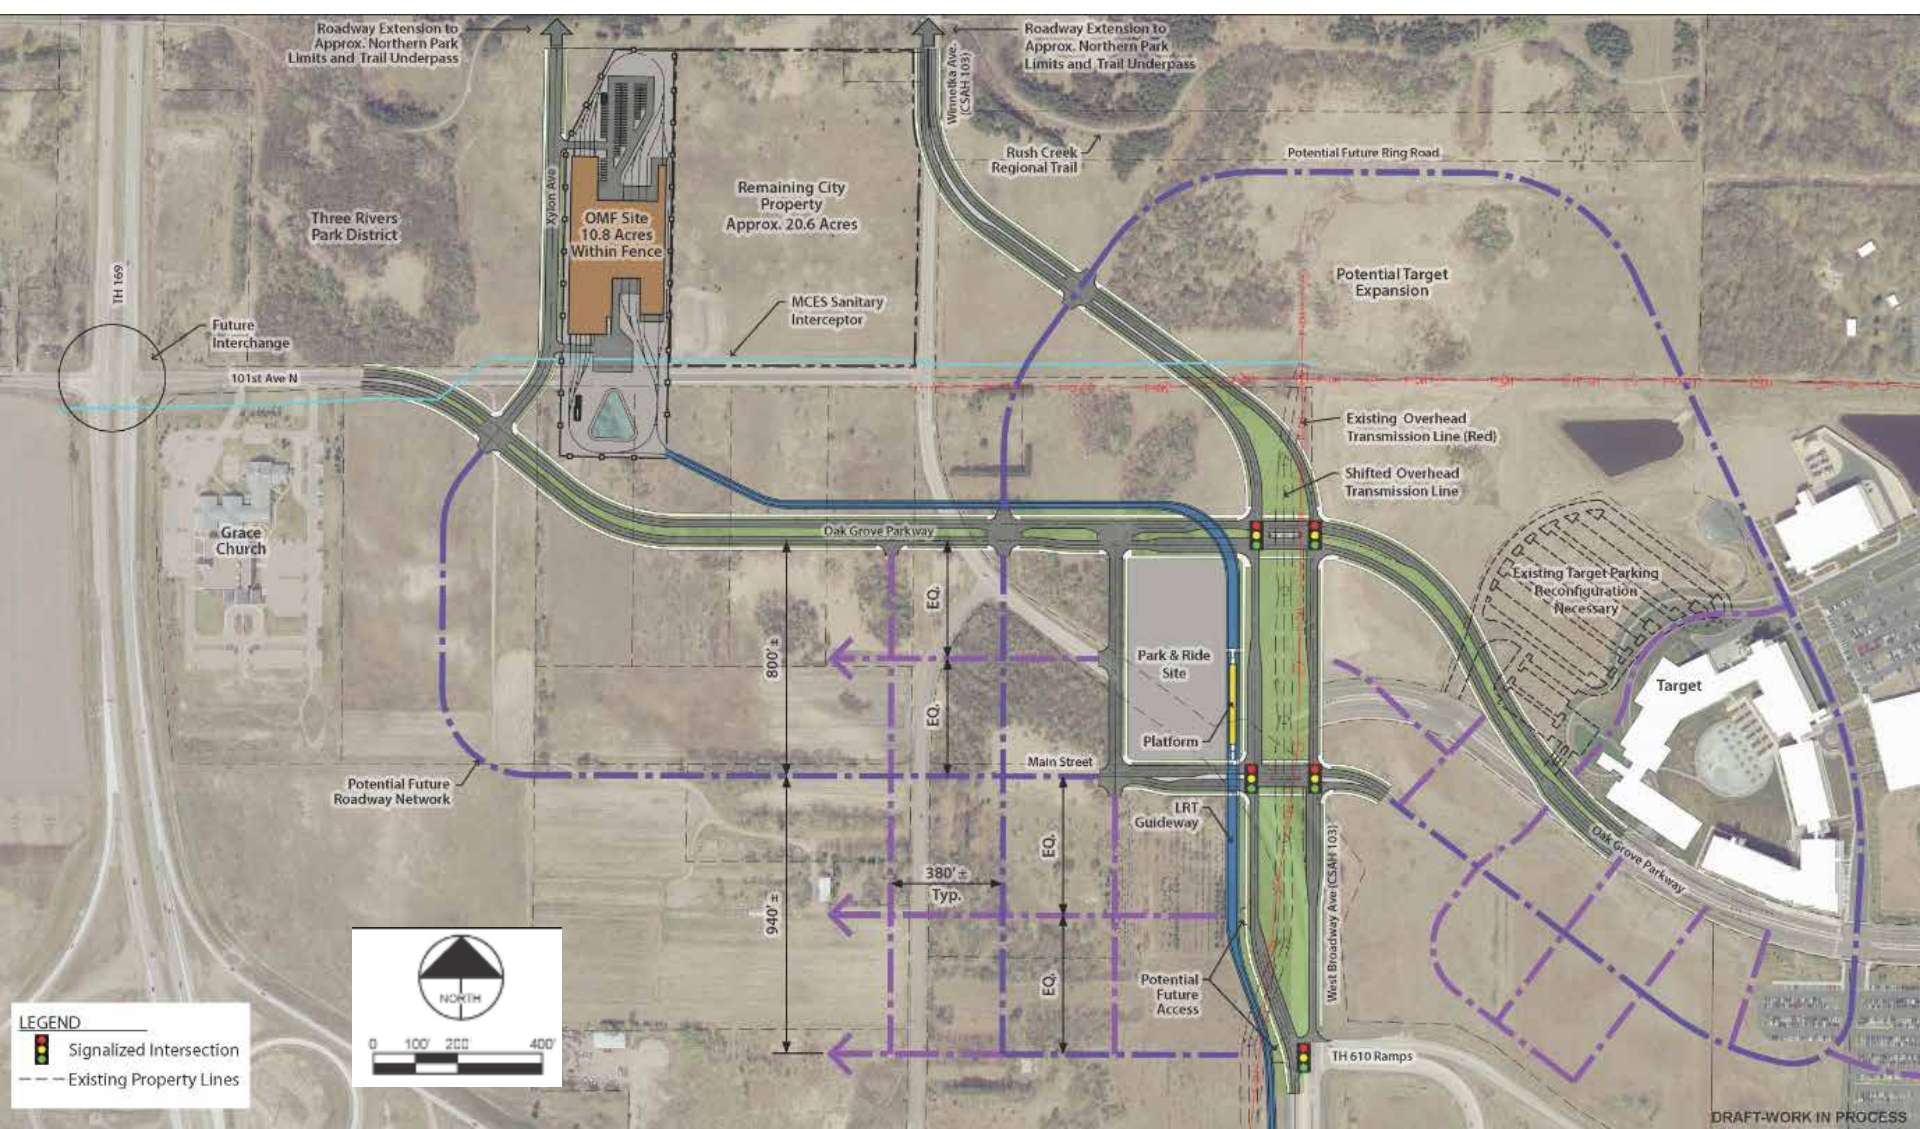 Roadway Extension to
Approx. Northern Park
Limits and Trail Underpass
Roadway Extension to
Approx. Northern Park
Limits and Trail Underpass
Winnetka Ave.
(CSAH 103)
Rush Creek
Regional Trail
Potential Future Ring Road
Xylon Ave
Three Rivers
Park District
OMF Site
10.8 Acres
Within Fence
Remaining City
Property
Approx. 20.6 Acres
TH 169
Potential Target
Expansion
MCES Sanitary
Interceptor
Future
Interchange
101st Ave N
Existing Overhead
Transmission Line (Red)
Shifted Overhead
Transmission Line
Grace
Church
Oak Grove Parkway
Existing Target Parking
Reconfiguration
Necessary
EQ.
800' ±
Park & Ride
Site
Target
EQ.
Platform
Main Street
Potential Future
Roadway Network
LRT
Guideway
EQ.
Oak Grove Parkway
380' ±
Typ.
940' ±
West Broadway Ave (CSAH 103)
EQ.
Potential
Future
Access
NORTH
0 100' 200' 400'
TH 610 Ramps
LEGEND
Signalized Intersection
Existing Property Lines
DRAFT-WORK IN PROCESS